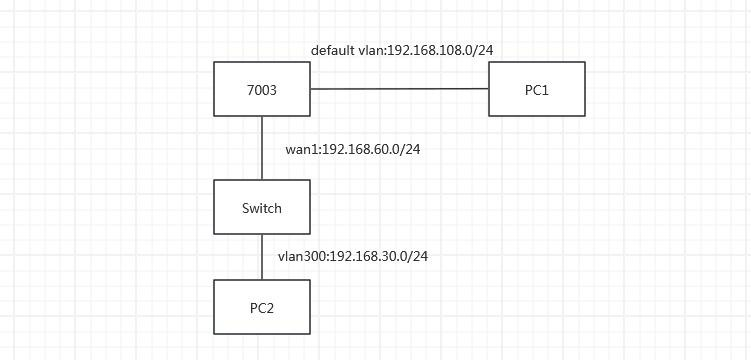 default vlan:192.168.108.0/24
7003
PC1
wan1:192.168.60.0/24
Switch
vlan300:192.168.30.0/24
PC2